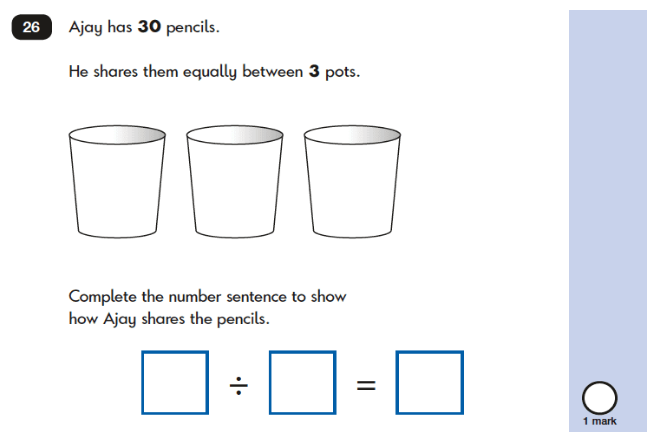 26 Ajay has 30 pencils.
He shares them equally between 3 pots.
Complete the number sentence to show
how Ajay shares the pencils.
÷ =
1 mark